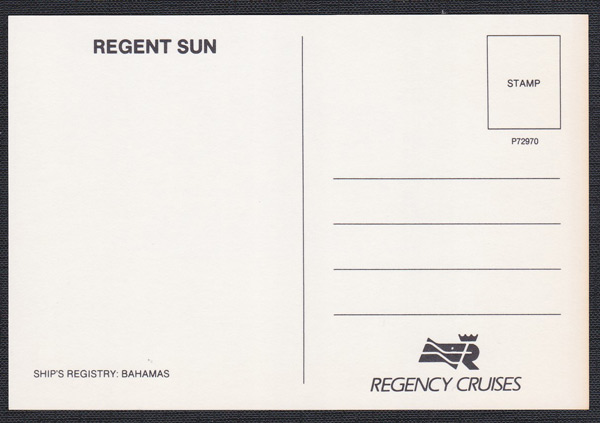 REGENT SUN
SHIP'S REGISTRY: BAHAMAS
STAMP
P72970
REGENCY CRUISES